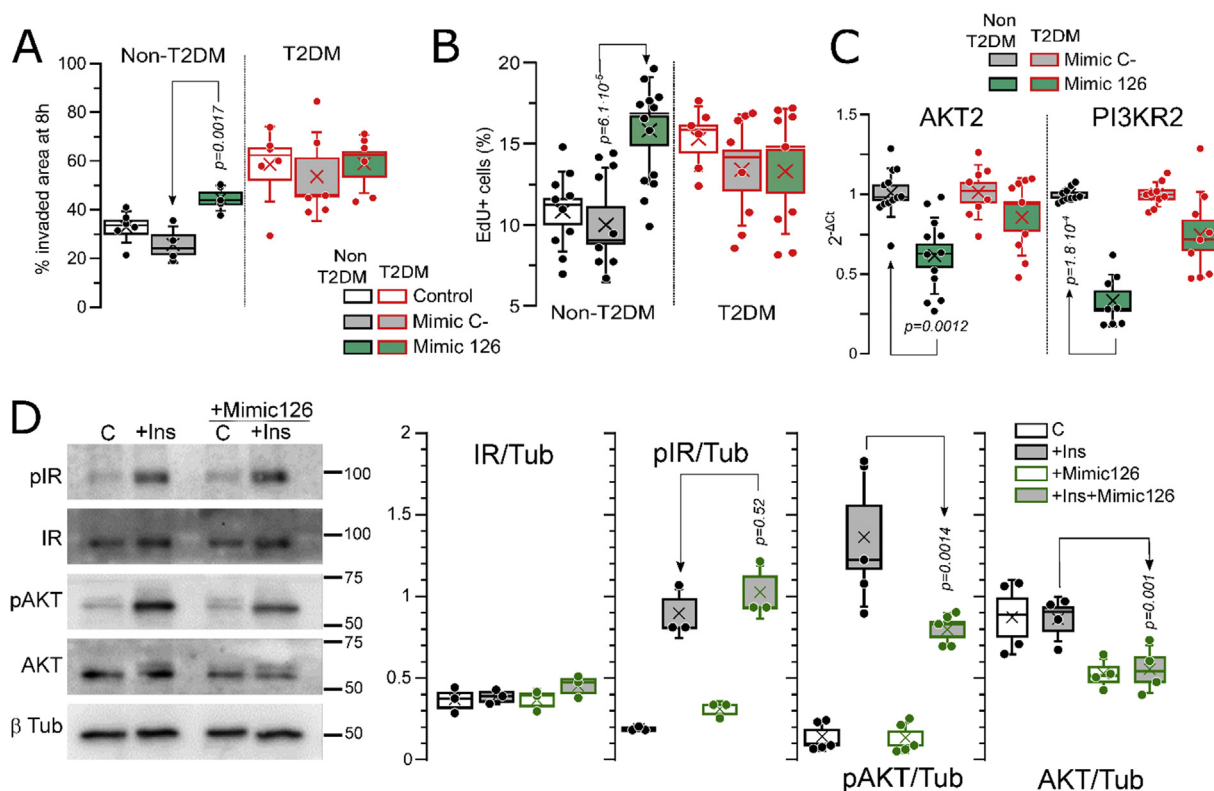 A
Non-T2DM
T2DM
% invaded area at 8h
100
80
60
40
20
0
p=0.0017
Non
T2DM
T2DM
Control
Mimic C-
Mimic 126
B
EdU+ cells (%)
25
20
15
10
5
p=6.1·10⁻⁵
Non-T2DM
T2DM
C
Non
T2DM
T2DM
Mimic C-
Mimic 126
AKT2
PI3KR2
2^-ΔCt
1.5
1
0.5
0
p=0.0012
p=1.8·10⁻⁴
D
+Mimic126
C
+Ins
C
+Ins
pIR
100
IR
100
pAKT
75
50
AKT
75
50
β Tub
50
2
1.5
1
0.5
0
IR/Tub
pIR/Tub
p=0.52
p=0.0014
pAKT/Tub
p=0.001
AKT/Tub
C
+Ins
+Mimic126
+Ins+Mimic126